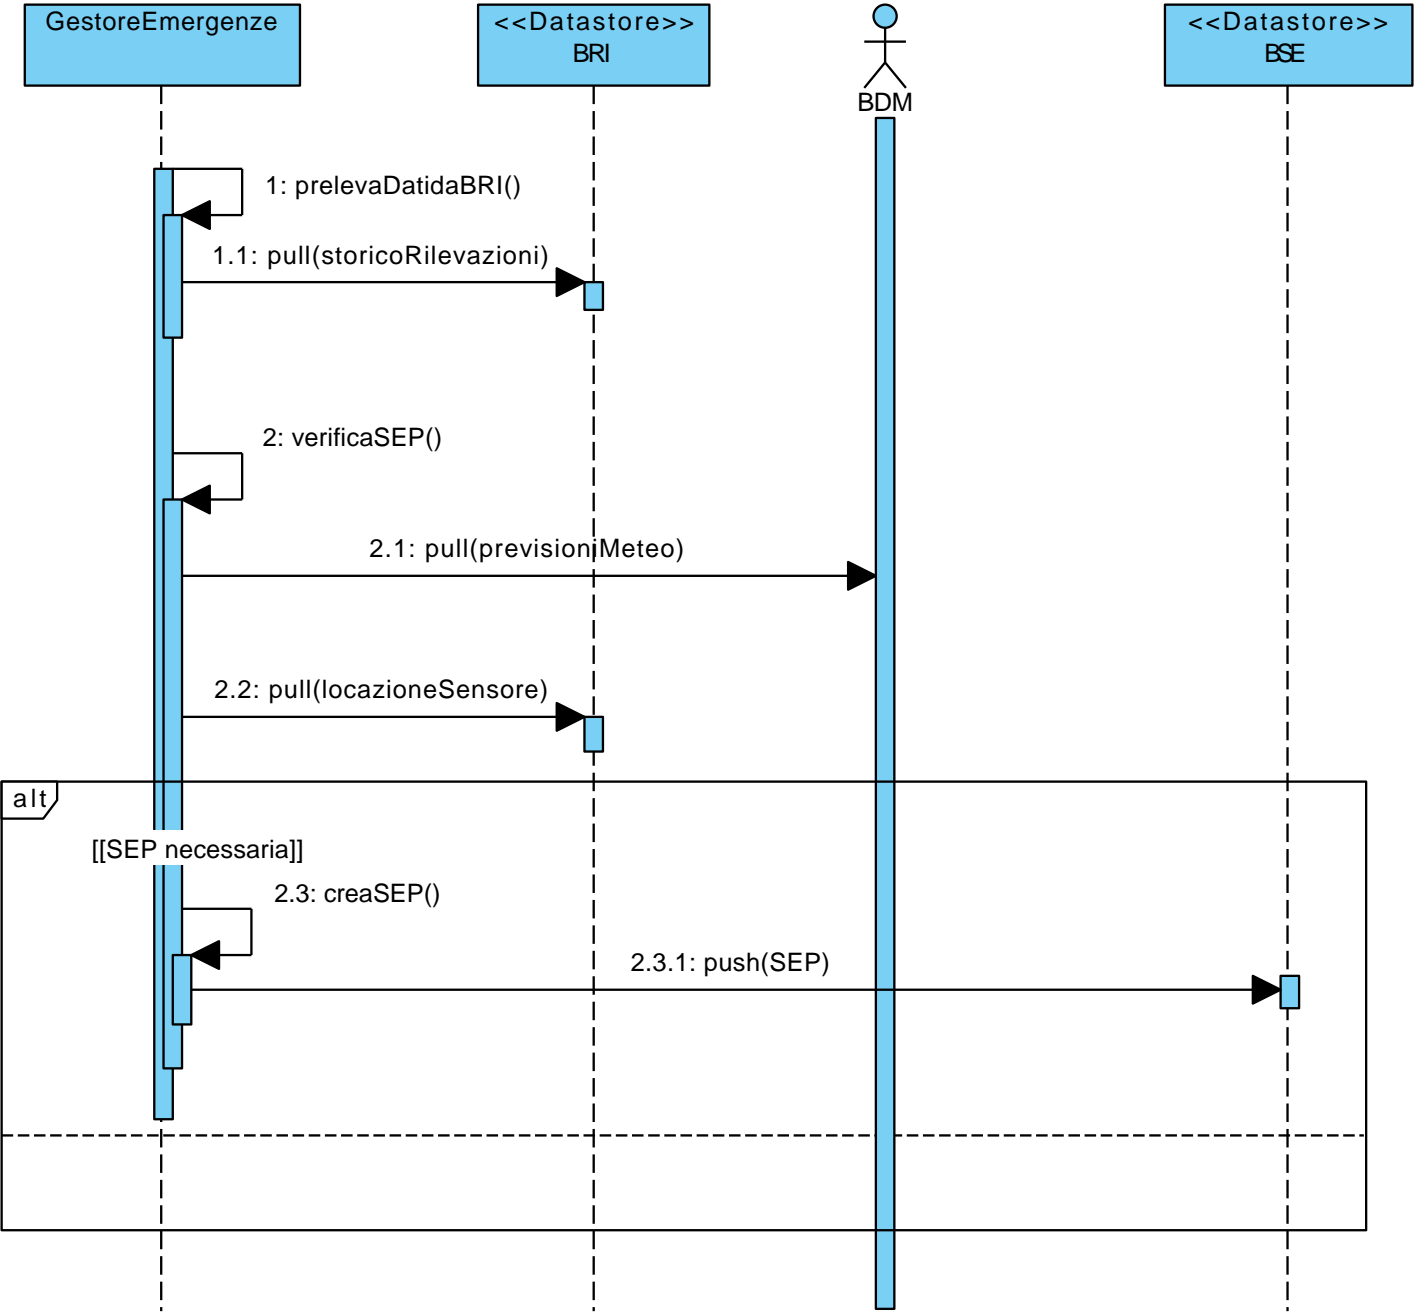 GestoreEmergenze
<<Datastore>>
BRI
BDM
<<Datastore>>
BSE
1: prelevaDatidaBRI()
1.1: pull(storicoRilevazioni)
2: verificaSEP()
2.1: pull(previsioniMeteo)
2.2: pull(locazioneSensore)
alt
[[SEP necessaria]]
2.3: creaSEP()
2.3.1: push(SEP)